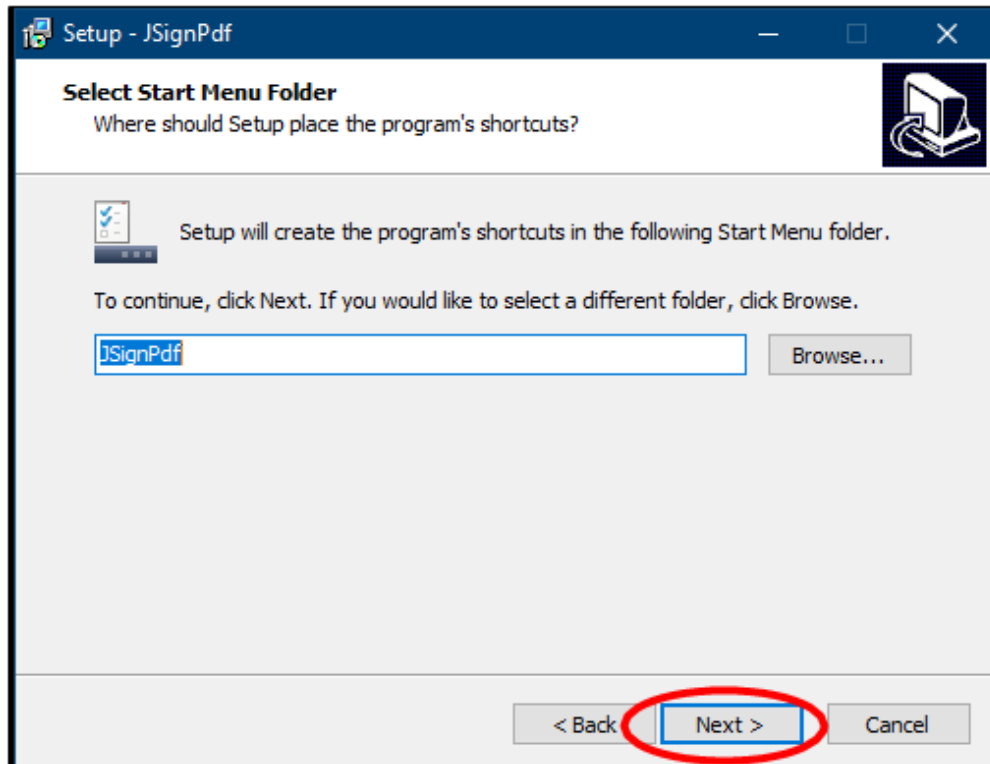 Setup - JSignPdf
Select Start Menu Folder
Where should Setup place the program's shortcuts?
Setup will create the program's shortcuts in the following Start Menu folder.
To continue, click Next. If you would like to select a different folder, click Browse.
JSignPdf
Browse...
< Back
Next >
Cancel